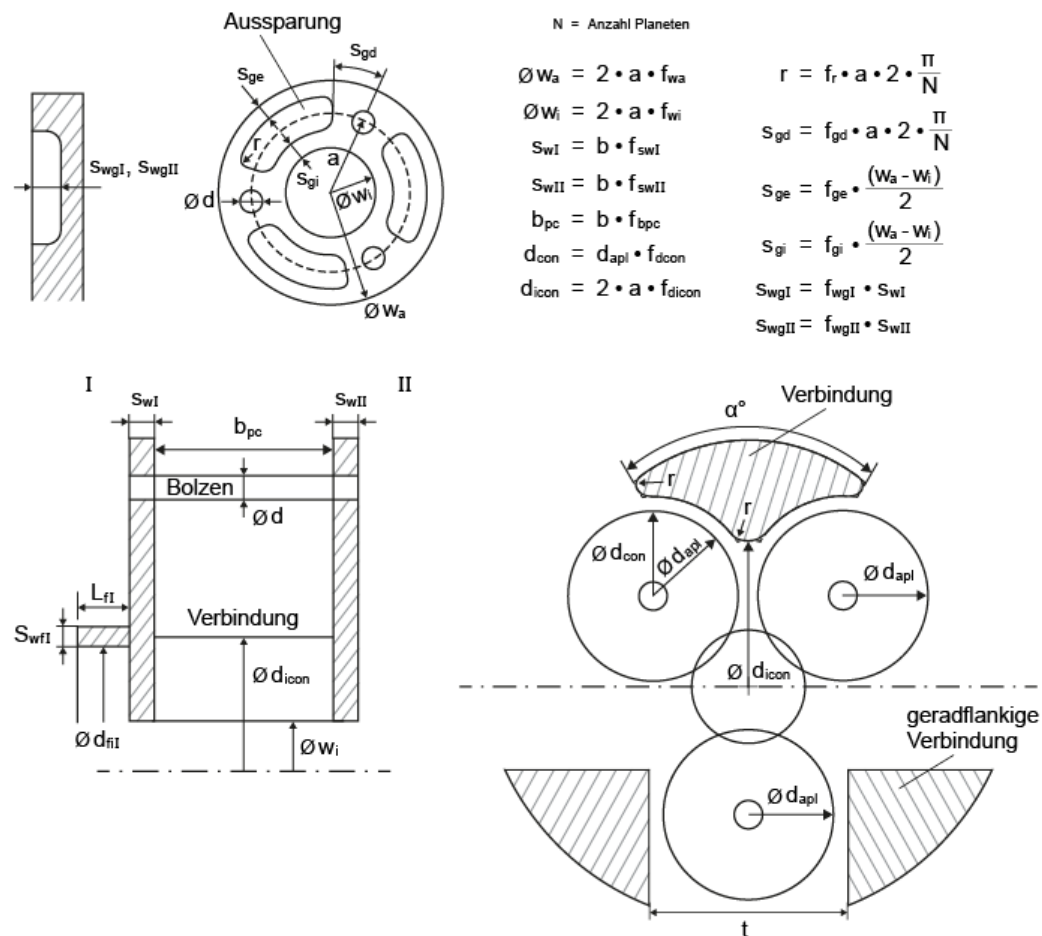 Aussparung
s_gd
s_ge
r
a
s_gi
Ø w_i
s_wgI, s_wgII
Ø d
Ø w_a
N = Anzahl Planeten
Ø w_a = 2 • a • f_wa
Ø w_i = 2 • a • f_wi
s_wI = b • f_swI
s_wII = b • f_swII
b_pc = b • f_bpc
d_con = d_apl • f_dcon
d_icon = 2 • a • f_dicon
r = f_r • a • 2 • π/N
s_gd = f_gd • a • 2 • π/N
s_ge = f_ge • (w_a - w_i)/2
s_gi = f_gi • (w_a - w_i)/2
s_wgI = f_wgI • s_wI
s_wgII = f_wgII • s_wII
I
II
s_wI
s_wII
b_pc
Bolzen
Ø d
L_fI
Verbindung
S_wfI
Ø d_icon
Ø d_fiI
Ø w_i
Verbindung
α°
r
r
Ø d_con
Ø d_apl
Ø d_apl
Ø d_icon
geradflankige
Verbindung
Ø d_apl
t